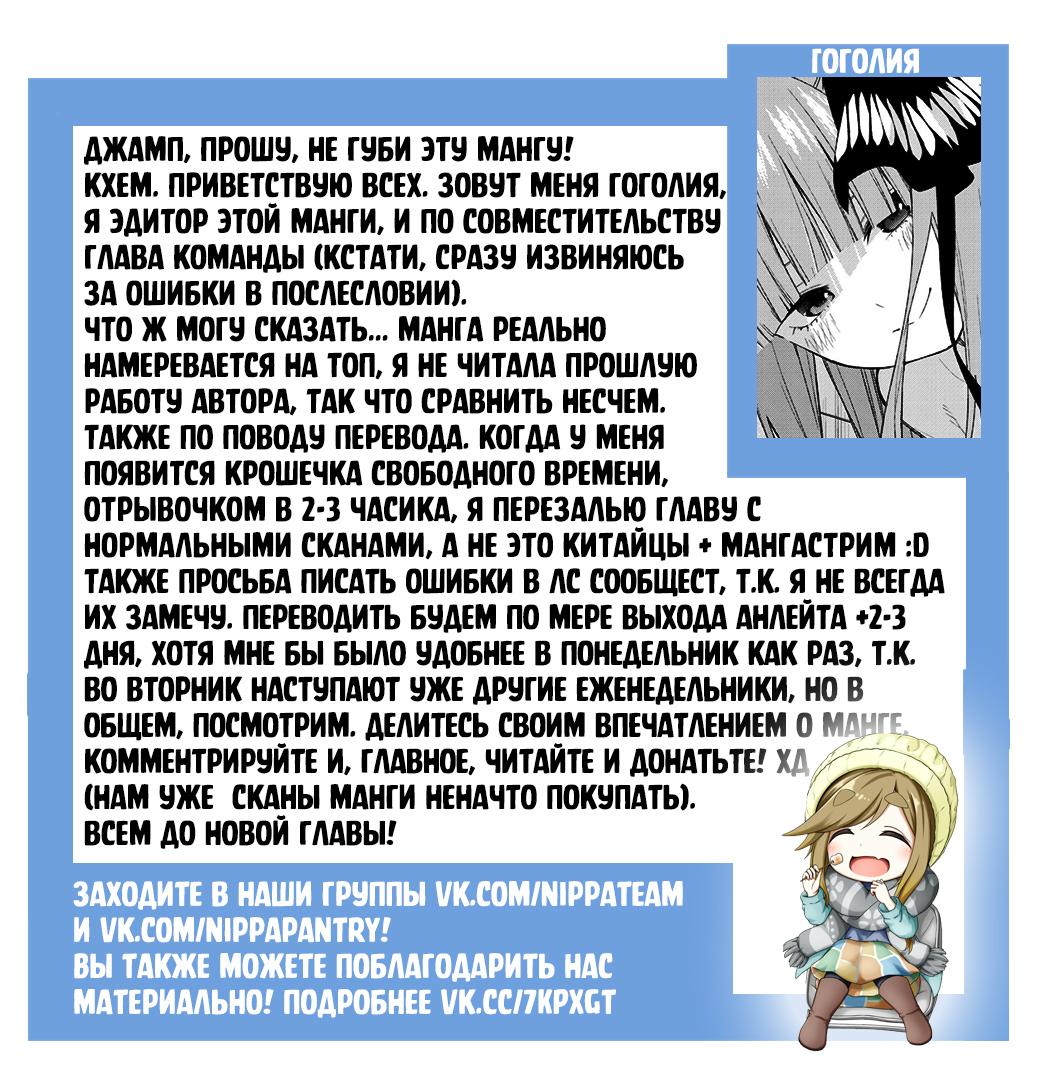 ГОГОЛИЯ
ДЖАМП, ПРОШУ, НЕ ГУБИ ЭТУ МАНГУ!
КХЕМ. ПРИВЕТСТВУЮ ВСЕХ. ЗОВУТ МЕНЯ ГОГОЛИЯ,
Я ЭДИТОР ЭТОЙ МАНГИ, И ПО СОВМЕСТИТЕЛЬСТВУ
ГЛАВА КОМАНДЫ (КСТАТИ, СРАЗУ ИЗВИНЯЮСЬ
ЗА ОШИБКИ В ПОСЛЕСЛОВИИ).
ЧТО Ж МОГУ СКАЗАТЬ... МАНГА РЕАЛЬНО
НАМЕРЕВАЕТСЯ НА ТОП, Я НЕ ЧИТАЛА ПРОШЛУЮ
РАБОТУ АВТОРА, ТАК ЧТО СРАВНИТЬ НЕСЧЕМ.
ТАКЖЕ ПО ПОВОДУ ПЕРЕВОДА. КОГДА У МЕНЯ
ПОЯВИТСЯ КРОШЕЧКА СВОБОДНОГО ВРЕМЕНИ,
ОТРЫВОЧКОМ В 2-3 ЧАСИКА, Я ПЕРЕЗАЛЬЮ ГЛАВУ С
НОРМАЛЬНЫМИ СКАНАМИ, А НЕ ЭТО КИТАЙЦЫ + МАНГАСТРИМ :D
ТАКЖЕ ПРОСЬБА ПИСАТЬ ОШИБКИ В ЛС СООБЩЕСТ, Т.К. Я НЕ ВСЕГДА
ИХ ЗАМЕЧУ. ПЕРЕВОДИТЬ БУДЕМ ПО МЕРЕ ВЫХОДА АНЛЕЙТА +2-3
ДНЯ, ХОТЯ МНЕ БЫ БЫЛО УДОБНЕЕ В ПОНЕДЕЛЬНИК КАК РАЗ, Т.К.
ВО ВТОРНИК НАСТУПАЮТ УЖЕ ДРУГИЕ ЕЖЕНЕДЕЛЬНИКИ, НО В
ОБЩЕМ, ПОСМОТРИМ. ДЕЛИТЕСЬ СВОИМ ВПЕЧАТЛЕНИЕМ О МАНГЕ,
КОММЕНТРИРУЙТЕ И, ГЛАВНОЕ, ЧИТАЙТЕ И ДОНАТЬТЕ! ХД
(НАМ УЖЕ СКАНЫ МАНГИ НЕНАЧТО ПОКУПАТЬ).
ВСЕМ ДО НОВОЙ ГЛАВЫ!
ЗАХОДИТЕ В НАШИ ГРУППЫ VK.COM/NIPPATEAM
И VK.COM/NIPPAPANTRY!
ВЫ ТАКЖЕ МОЖЕТЕ ПОБЛАГОДАРИТЬ НАС
МАТЕРИАЛЬНО! ПОДРОБНЕЕ VK.CC/7KPXGT